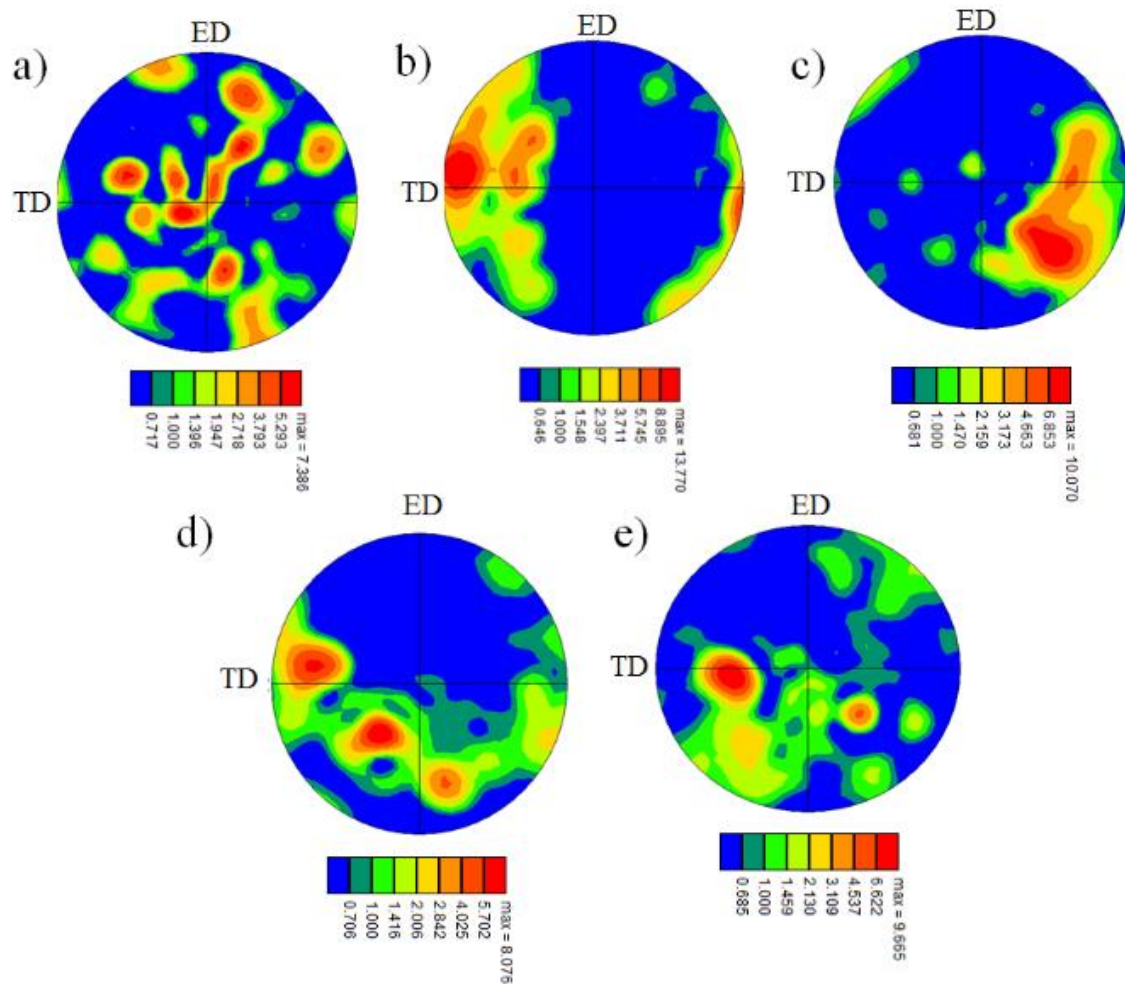 ED
a)
TD
0.717
1.000
1.396
1.947
2.718
3.793
5.293
max = 7.386
b)
ED
TD
0.646
1.000
1.548
2.397
3.711
5.745
8.895
max = 13.770
c)
ED
TD
0.681
1.000
1.470
2.159
3.173
4.663
6.853
max = 10.070
d)
ED
TD
0.706
1.000
1.416
2.006
2.842
4.025
5.702
max = 8.076
e)
ED
TD
0.685
1.000
1.459
2.130
3.109
4.537
6.622
max = 9.665